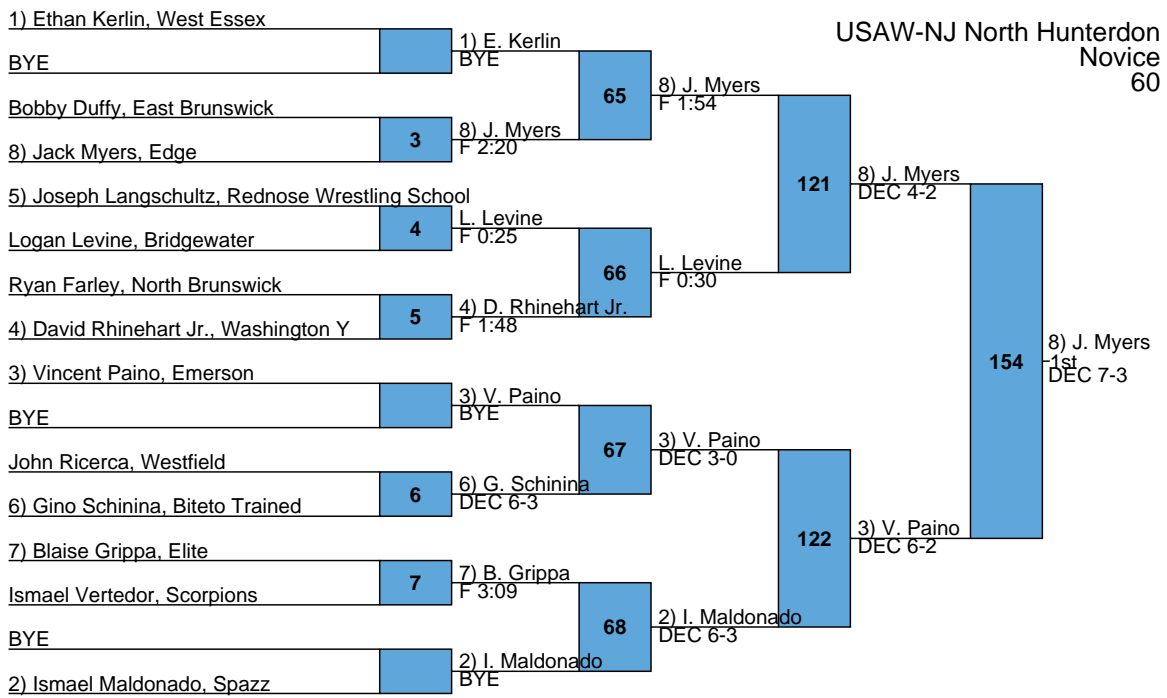 USAW-NJ North Hunterdon
Novice
60
1) Ethan Kerlin, West Essex
BYE
Bobby Duffy, East Brunswick
8) Jack Myers, Edge
5) Joseph Langschultz, Rednose Wrestling School
Logan Levine, Bridgewater
Ryan Farley, North Brunswick
4) David Rhinehart Jr., Washington Y
3) Vincent Paino, Emerson
BYE
John Ricerca, Westfield
6) Gino Schinina, Biteto Trained
7) Blaise Grippa, Elite
Ismael Vertedor, Scorpions
BYE
2) Ismael Maldonado, Spazz
3
4
5
6
7
1) E. Kerlin
BYE
8) J. Myers
F 2:20
L. Levine
F 0:25
4) D. Rhinehart Jr.
F 1:48
3) V. Paino
BYE
6) G. Schinina
DEC 6-3
7) B. Grippa
F 3:09
2) I. Maldonado
BYE
65
66
67
68
8) J. Myers
F 1:54
L. Levine
F 0:30
3) V. Paino
DEC 3-0
2) I. Maldonado
DEC 6-3
121
122
8) J. Myers
DEC 4-2
3) V. Paino
DEC 6-2
154
8) J. Myers
1st
DEC 7-3